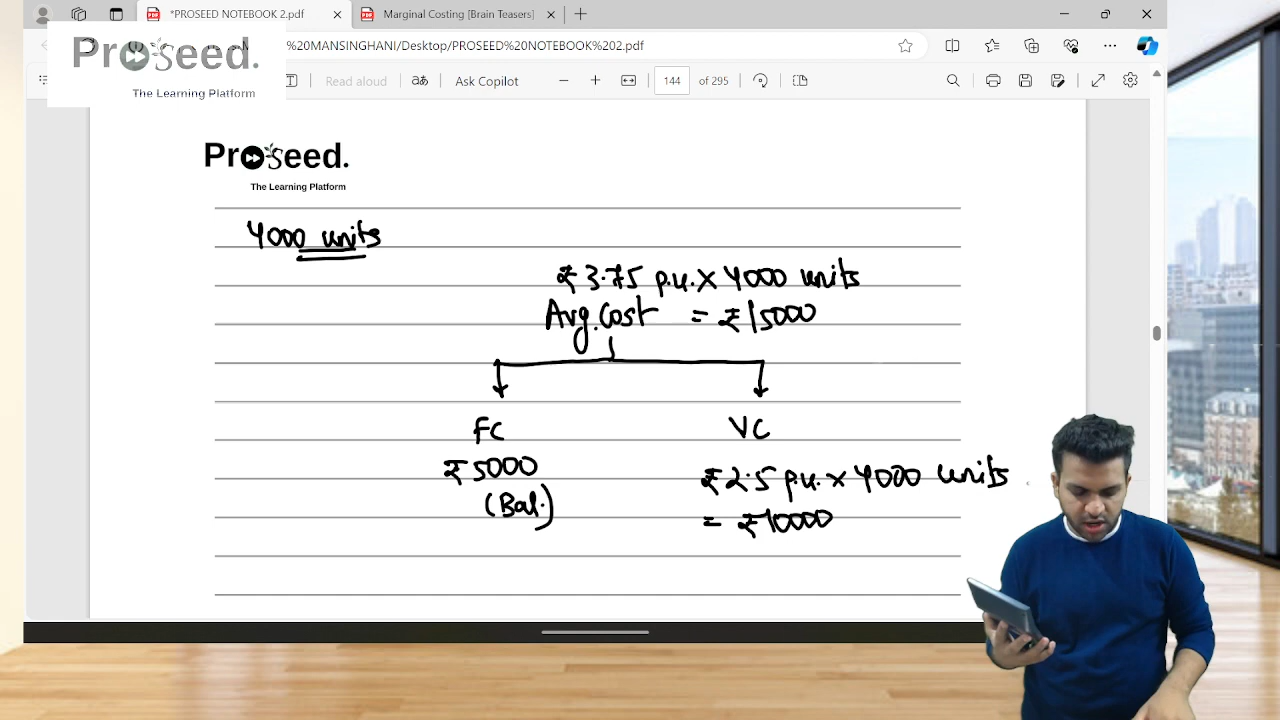 *PROSEED NOTEBOOK 2.pdf
Marginal Costing [Brain Teasers]
%20MANSINGHANI/Desktop/PROSEED%20NOTEBOOK%202.pdf
Proseed.
The Learning Platform
Read aloud
aあ
Ask Copilot
144 of 295
Proseed.
The Learning Platform
4000 units
₹3.75 p.u. × 4000 units
Avg. Cost = ₹15000
FC VC
₹5000
(Bal.)
₹2.5 p.u. × 4000 units
= ₹10000